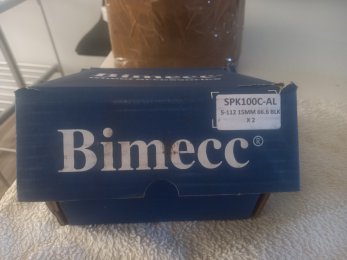 Bimecc
SPK100C-AL
5-112 15MM 66.6 BLK
X 2
Bimecc®